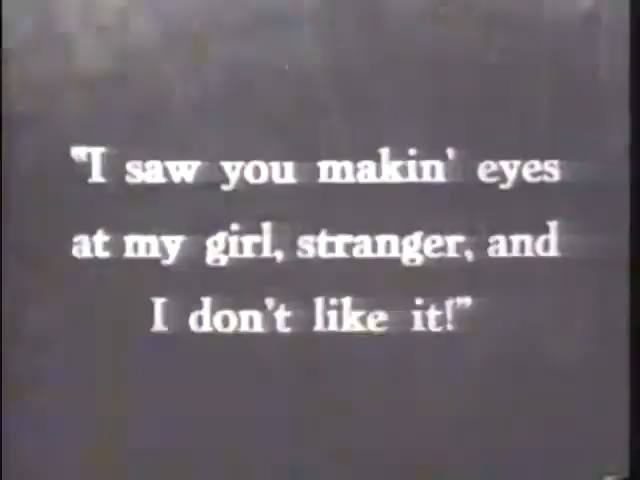 "I saw you makin' eyes
at my girl, stranger, and
I don't like it!"